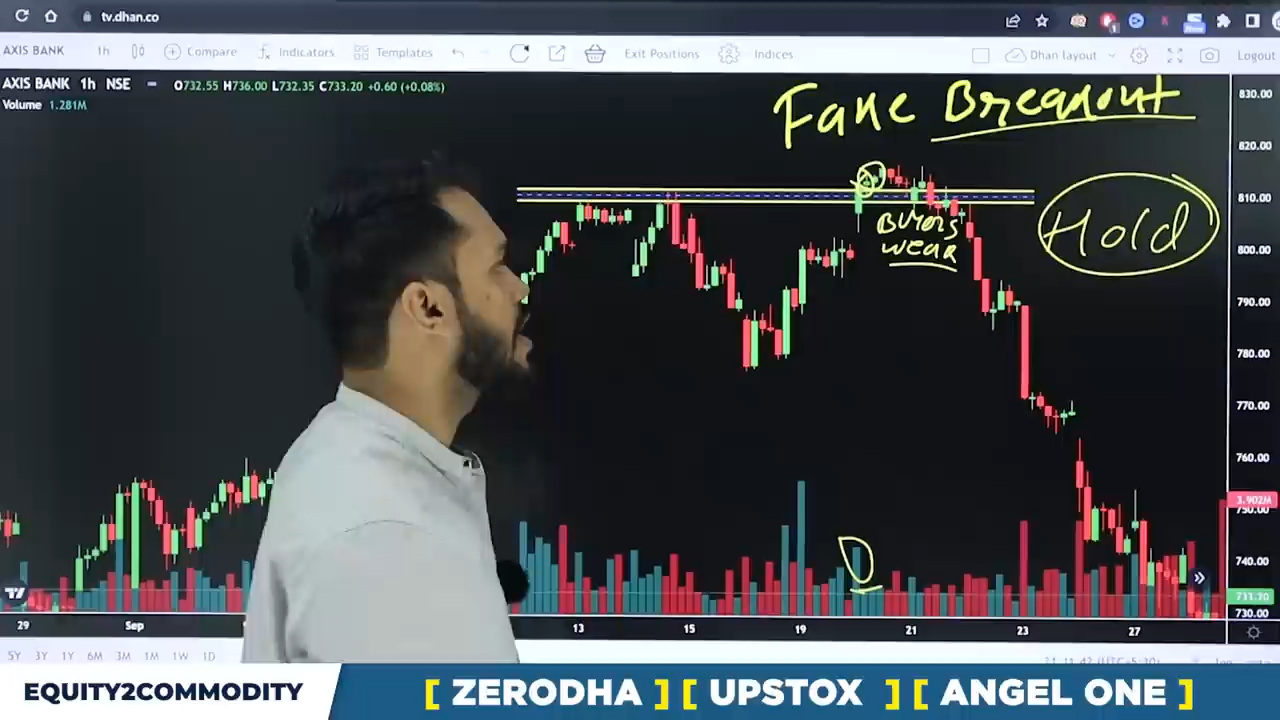 tv.dhan.co
AXIS BANK 1h Compare Indicators Templates Exit Positions Indices Dhan layout Logout
AXIS BANK 1h NSE O732.55 H736.00 L732.35 C733.20 +0.60 (+0.08%)
Volume 1.281M
Fake Breakout
Hold
Buyers
weak
830.00
820.00
810.00
800.00
790.00
780.00
770.00
760.00
3.902M
750.00
740.00
731.70
730.00
29 Sep 13 15 19 21 23 27
5Y 3Y 1Y 6M 3M 1M 1W 1D
EQUITY2COMMODITY
[ ZERODHA ] [ UPSTOX ] [ ANGEL ONE ]